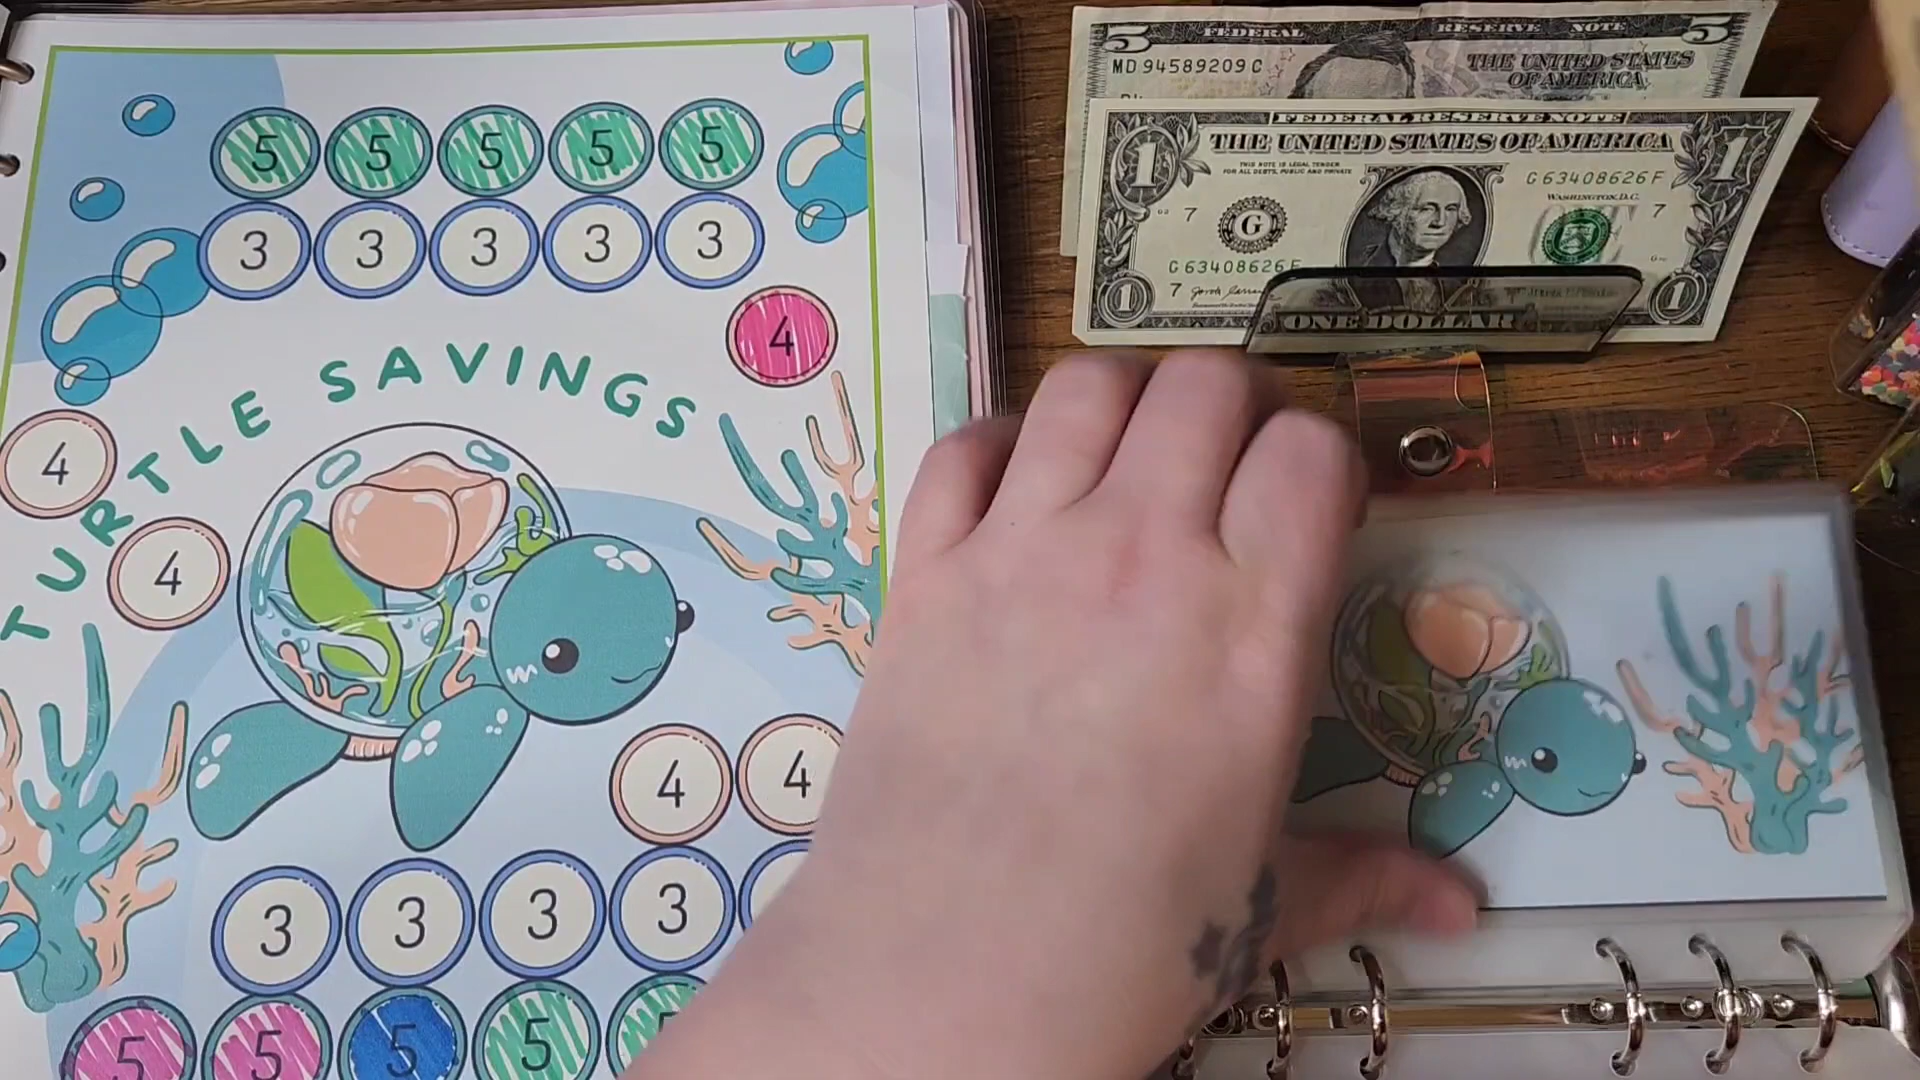 5 5 5 5 5
3 3 3 3 3
4
TURTLE SAVINGS
4
4
4 4
3 3 3 3
5 5 5 5 5
5 FEDERAL RESERVE NOTE 5
MD 94589209 C
THE UNITED STATES
OF AMERICA
FEDERAL RESERVE NOTE
THE UNITED STATES OF AMERICA
1 1
THIS NOTE IS LEGAL TENDER
FOR ALL DEBTS, PUBLIC AND PRIVATE
G 63408626 F
WASHINGTON, D.C.
7 G 7
G 63408626 F
7
1 1
ONE DOLLAR